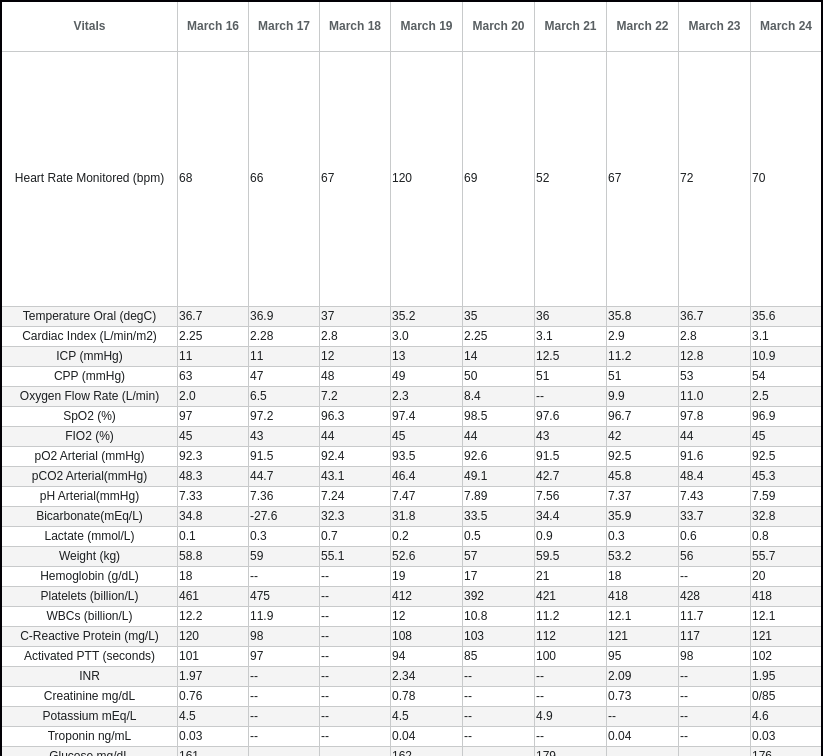 Vitals March 16 March 17 March 18 March 19 March 20 March 21 March 22 March 23 March 24
Heart Rate Monitored (bpm) 68 66 67 120 69 52 67 72 70
Temperature Oral (degC) 36.7 36.9 37 35.2 35 36 35.8 36.7 35.6
Cardiac Index (L/min/m2) 2.25 2.28 2.8 3.0 2.25 3.1 2.9 2.8 3.1
ICP (mmHg) 11 11 12 13 14 12.5 11.2 12.8 10.9
CPP (mmHg) 63 47 48 49 50 51 51 53 54
Oxygen Flow Rate (L/min) 2.0 6.5 7.2 2.3 8.4 -- 9.9 11.0 2.5
SpO2 (%) 97 97.2 96.3 97.4 98.5 97.6 96.7 97.8 96.9
FIO2 (%) 45 43 44 45 44 43 42 44 45
pO2 Arterial (mmHg) 92.3 91.5 92.4 93.5 92.6 91.5 92.5 91.6 92.5
pCO2 Arterial(mmHg) 48.3 44.7 43.1 46.4 49.1 42.7 45.8 48.4 45.3
pH Arterial(mmHg) 7.33 7.36 7.24 7.47 7.89 7.56 7.37 7.43 7.59
Bicarbonate(mEq/L) 34.8 -27.6 32.3 31.8 33.5 34.4 35.9 33.7 32.8
Lactate (mmol/L) 0.1 0.3 0.7 0.2 0.5 0.9 0.3 0.6 0.8
Weight (kg) 58.8 59 55.1 52.6 57 59.5 53.2 56 55.7
Hemoglobin (g/dL) 18 -- -- 19 17 21 18 -- 20
Platelets (billion/L) 461 475 -- 412 392 421 418 428 418
WBCs (billion/L) 12.2 11.9 -- 12 10.8 11.2 12.1 11.7 12.1
C-Reactive Protein (mg/L) 120 98 -- 108 103 112 121 117 121
Activated PTT (seconds) 101 97 -- 94 85 100 95 98 102
INR 1.97 -- -- 2.34 -- -- 2.09 -- 1.95
Creatinine mg/dL 0.76 -- -- 0.78 -- -- 0.73 -- 0/85
Potassium mEq/L 4.5 -- -- 4.5 -- 4.9 -- -- 4.6
Troponin ng/mL 0.03 -- -- 0.04 -- -- 0.04 -- 0.03
Glucose mg/dL 161 162 179 176